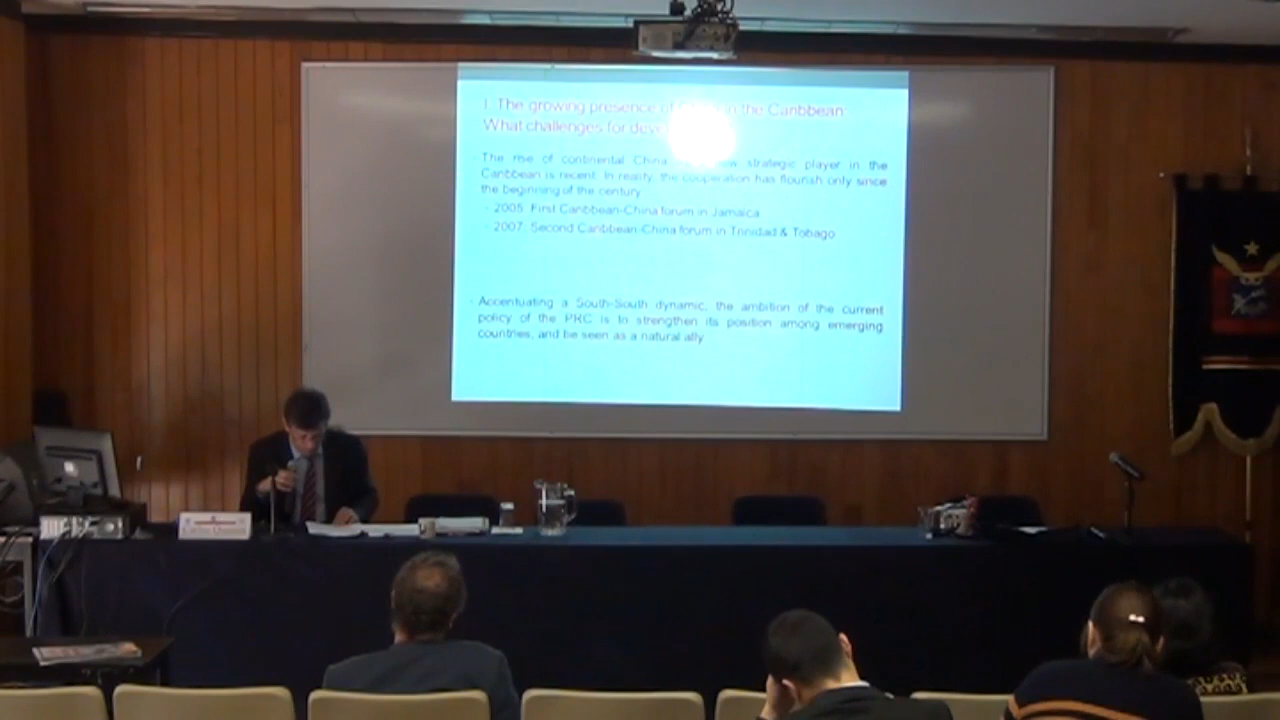 I. The growing presence of in the Caribbean:
What challenges for deve
- The rise of continental China strategic player in the
Caribbean is recent. In reality, the cooperation has flourish only since
the beginning of the century
- 2005: First Caribbean-China forum in Jamaica
- 2007: Second Caribbean-China forum in Trinidad & Tobago
- Accentuating a South-South dynamic, the ambition of the current
policy of the PRC is to strengthen its position among emerging
countries, and be seen as a natural ally